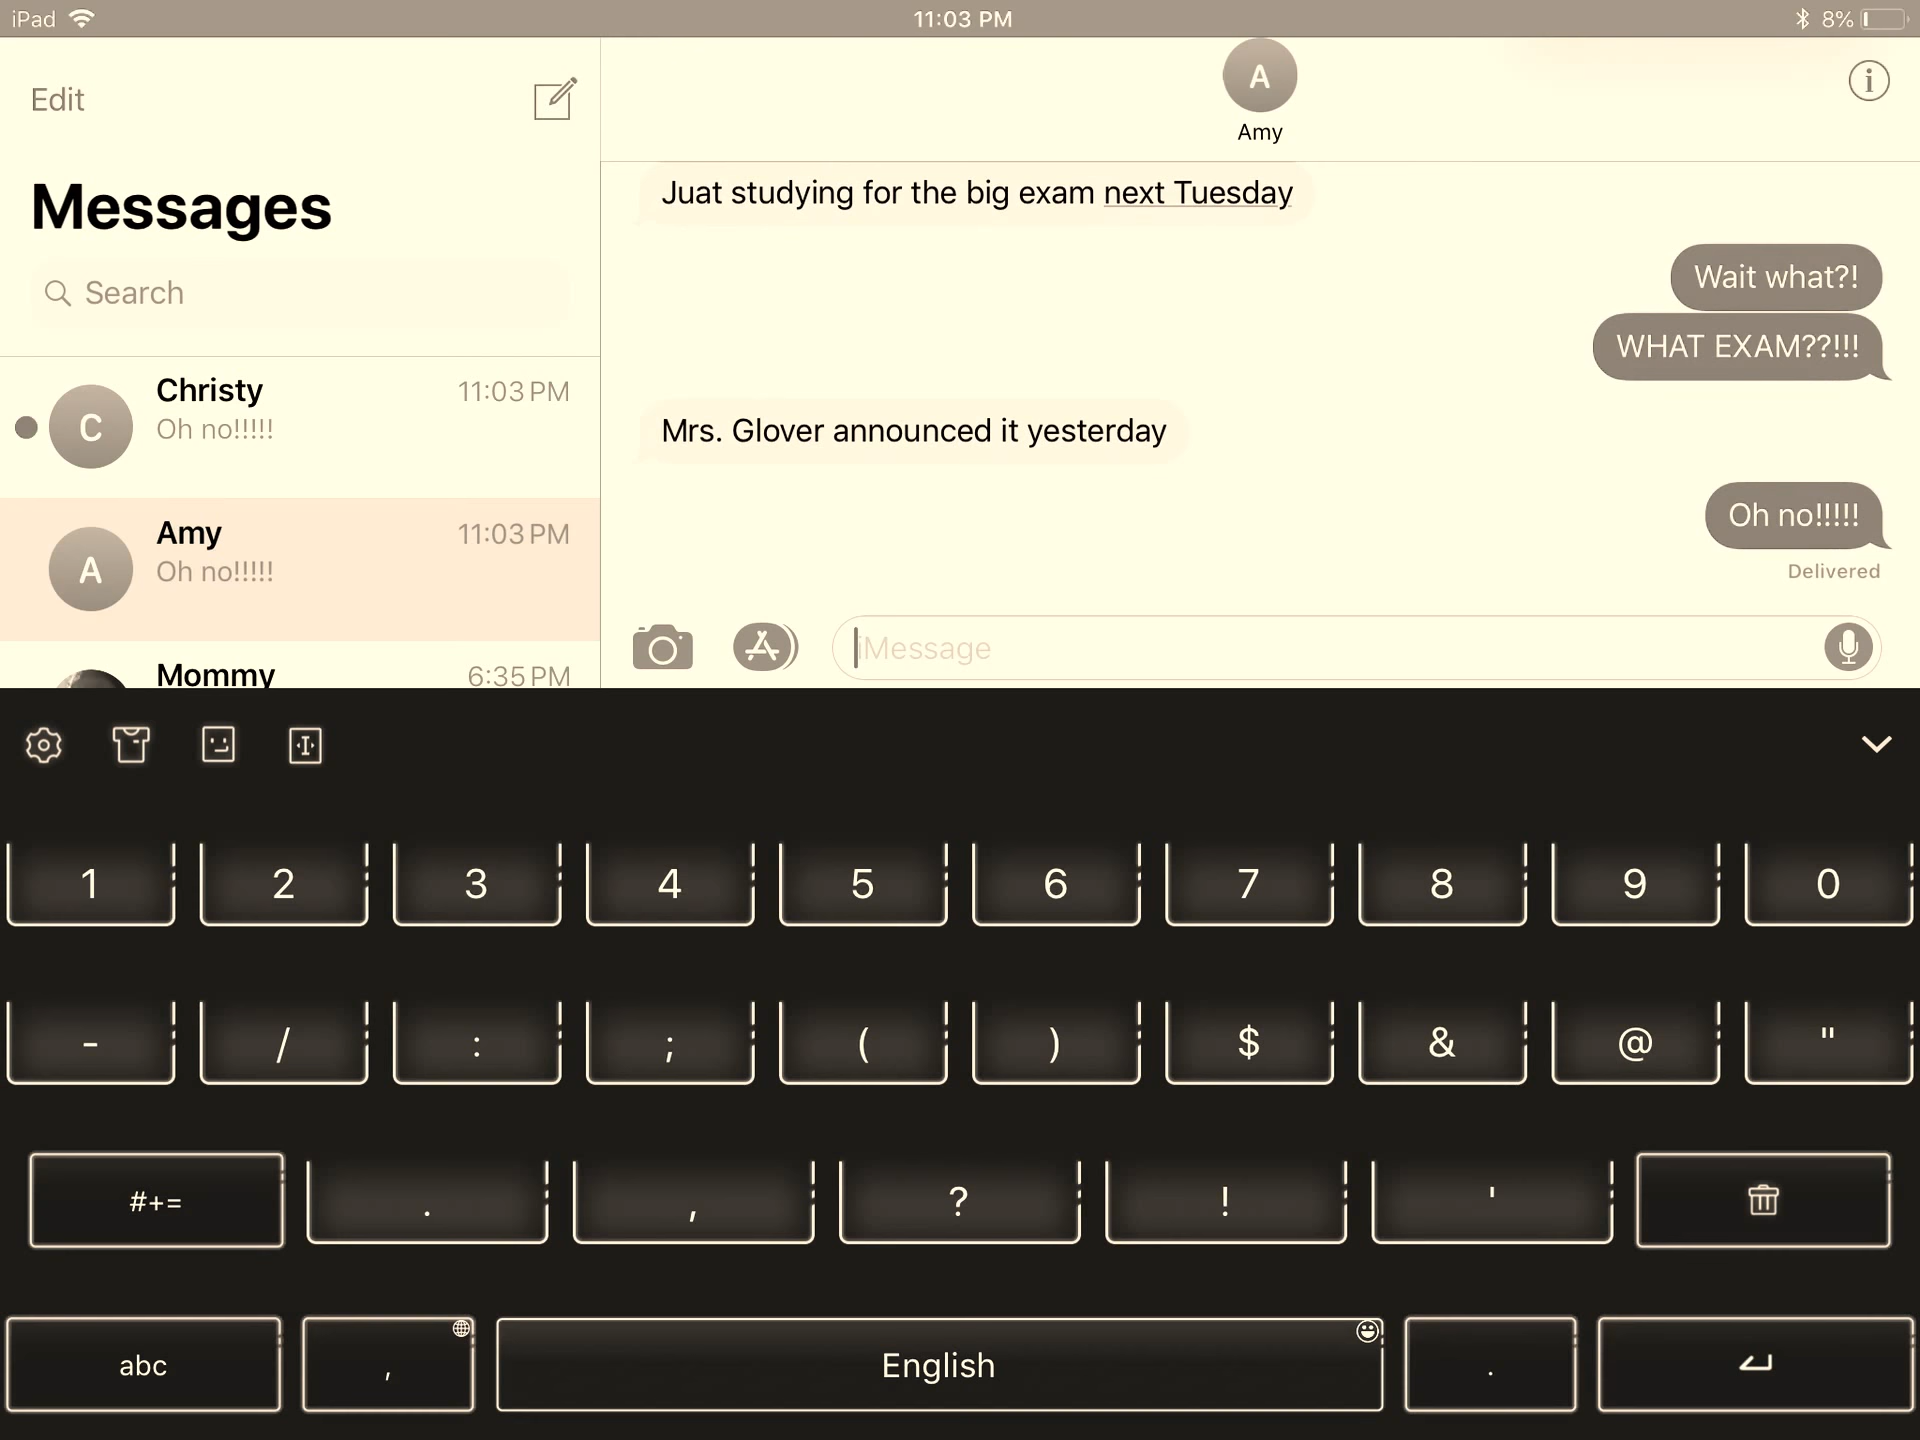 iPad 11:03 PM 8%
Edit
Messages
Search
Christy 11:03 PM
Oh no!!!!!
Amy 11:03 PM
Oh no!!!!!
Mommy 6:35 PM
A
Amy
Juat studying for the big exam next Tuesday
Wait what?!
WHAT EXAM??!!!
Mrs. Glover announced it yesterday
Oh no!!!!!
Delivered
iMessage
C
A
1 2 3 4 5 6 7 8 9 0
- / : ; ( ) $ & @ "
#+= . , ? ! '
abc , English .